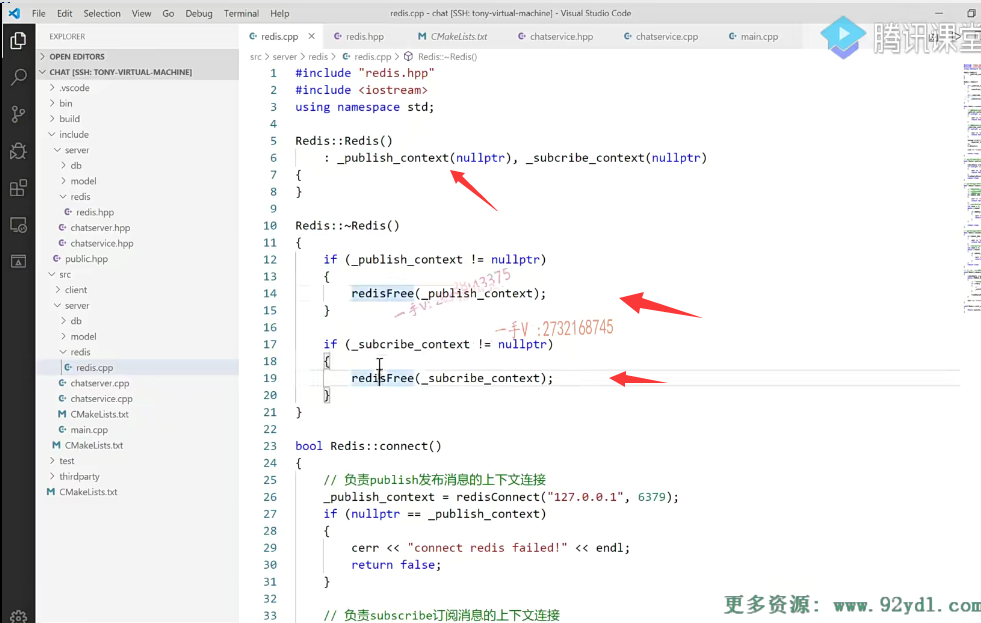 File Edit Selection View Go Debug Terminal Help
redis.cpp - chat [SSH: tony-virtual-machine] - Visual Studio Code
EXPLORER
OPEN EDITORS
CHAT [SSH: TONY-VIRTUAL-MACHINE]
.vscode
bin
build
include
server
db
model
redis
redis.hpp
chatserver.hpp
chatservice.hpp
public.hpp
src
client
server
db
model
redis
redis.cpp
chatserver.cpp
chatservice.cpp
CMakeLists.txt
main.cpp
CMakeLists.txt
test
thirdparty
CMakeLists.txt
redis.cpp redis.hpp CMakeLists.txt chatservice.hpp chatservice.cpp main.cpp
腾讯课堂
src > server > redis > redis.cpp > Redis::~Redis()
1 #include "redis.hpp"
2 #include <iostream>
3 using namespace std;
4
5 Redis::Redis()
6 : _publish_context(nullptr), _subcribe_context(nullptr)
7 {
8 }
9
10 Redis::~Redis()
11 {
12 if (_publish_context != nullptr)
13 {
14 redisFree(_publish_context);
15 }
16
一手V :2732168745
17 if (_subcribe_context != nullptr)
18 {
19 redisFree(_subcribe_context);
20 }
21 }
22
23 bool Redis::connect()
24 {
25 // 负责publish发布消息的上下文连接
26 _publish_context = redisConnect("127.0.0.1", 6379);
27 if (nullptr == _publish_context)
28 {
29 cerr << "connect redis failed!" << endl;
30 return false;
31 }
32
33 // 负责subscribe订阅消息的上下文连接
更多资源: www.92ydl.com